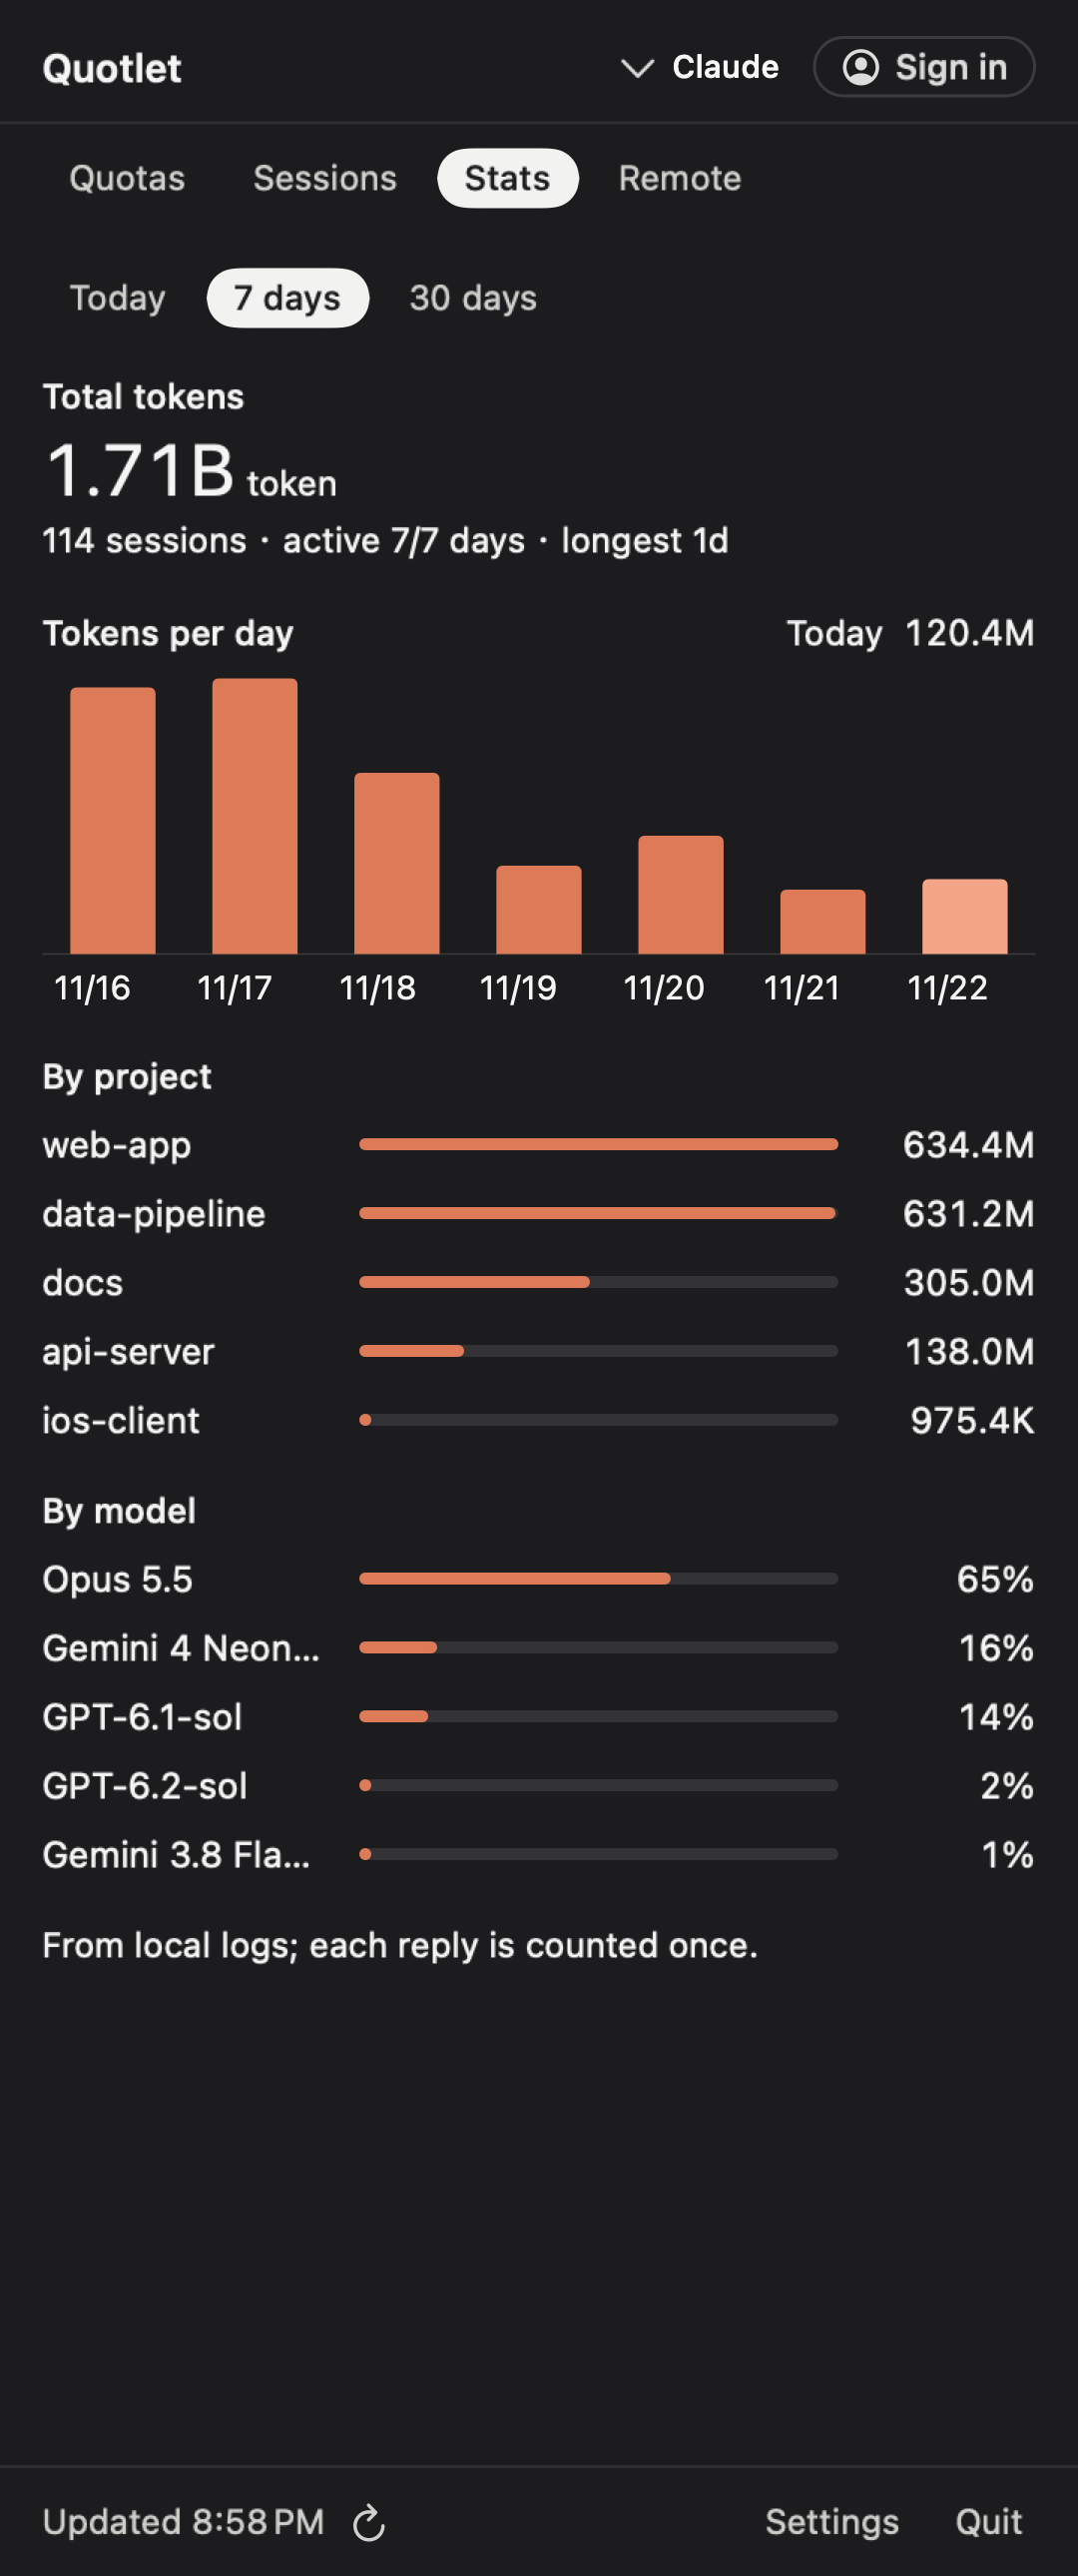 Quotlet
Claude
Sign in
Quotas Sessions Stats Remote
Today 7 days 30 days
Total tokens
1.71B token
114 sessions · active 7/7 days · longest 1d
Tokens per day Today 120.4M
11/16 11/17 11/18 11/19 11/20 11/21 11/22
By project
web-app 634.4M
data-pipeline 631.2M
docs 305.0M
api-server 138.0M
ios-client 975.4K
By model
Opus 5.5 65%
Gemini 4 Neon... 16%
GPT-6.1-sol 14%
GPT-6.2-sol 2%
Gemini 3.8 Fla... 1%
From local logs; each reply is counted once.
Updated 8:58 PM Settings Quit